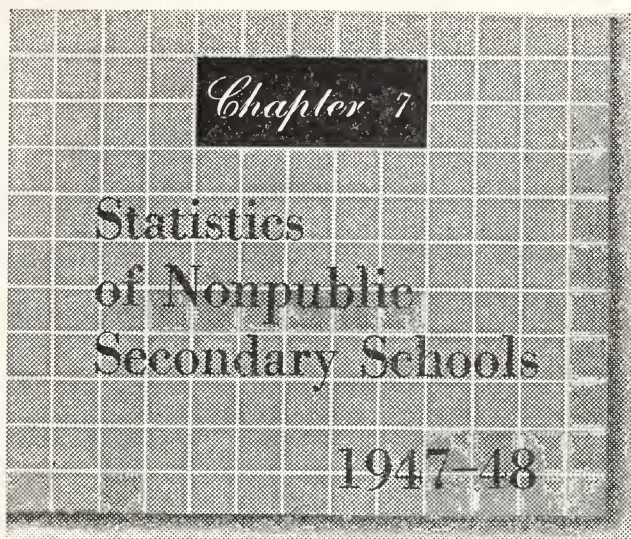 Chapter 7
Statistics
of Nonpublic
Secondary Schools
1947-48